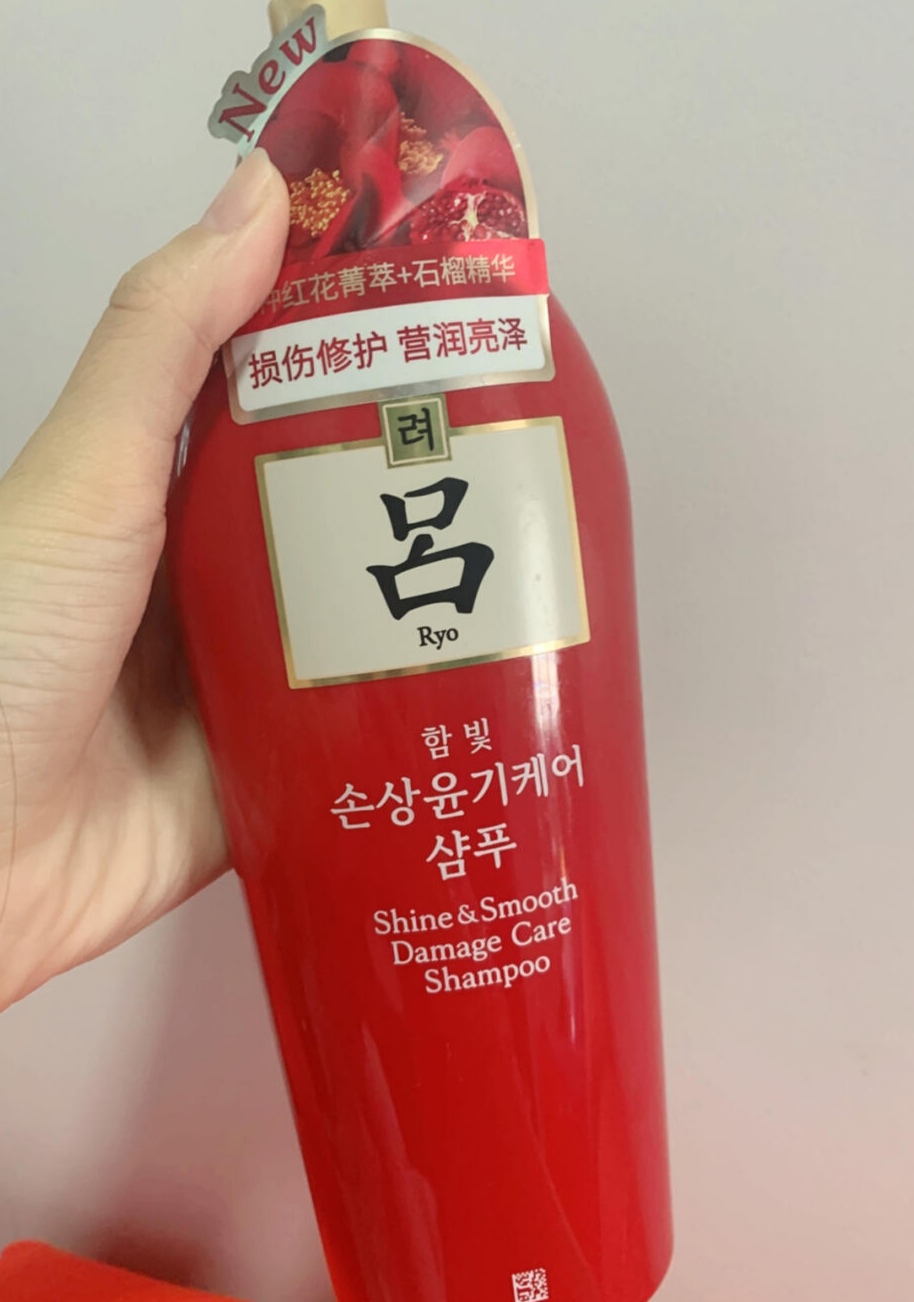 New
种红花菁萃+石榴精华
损伤修护 营润亮泽
려
呂
Ryo
함빛
손상윤기케어
샴푸
Shine & Smooth
Damage Care
Shampoo